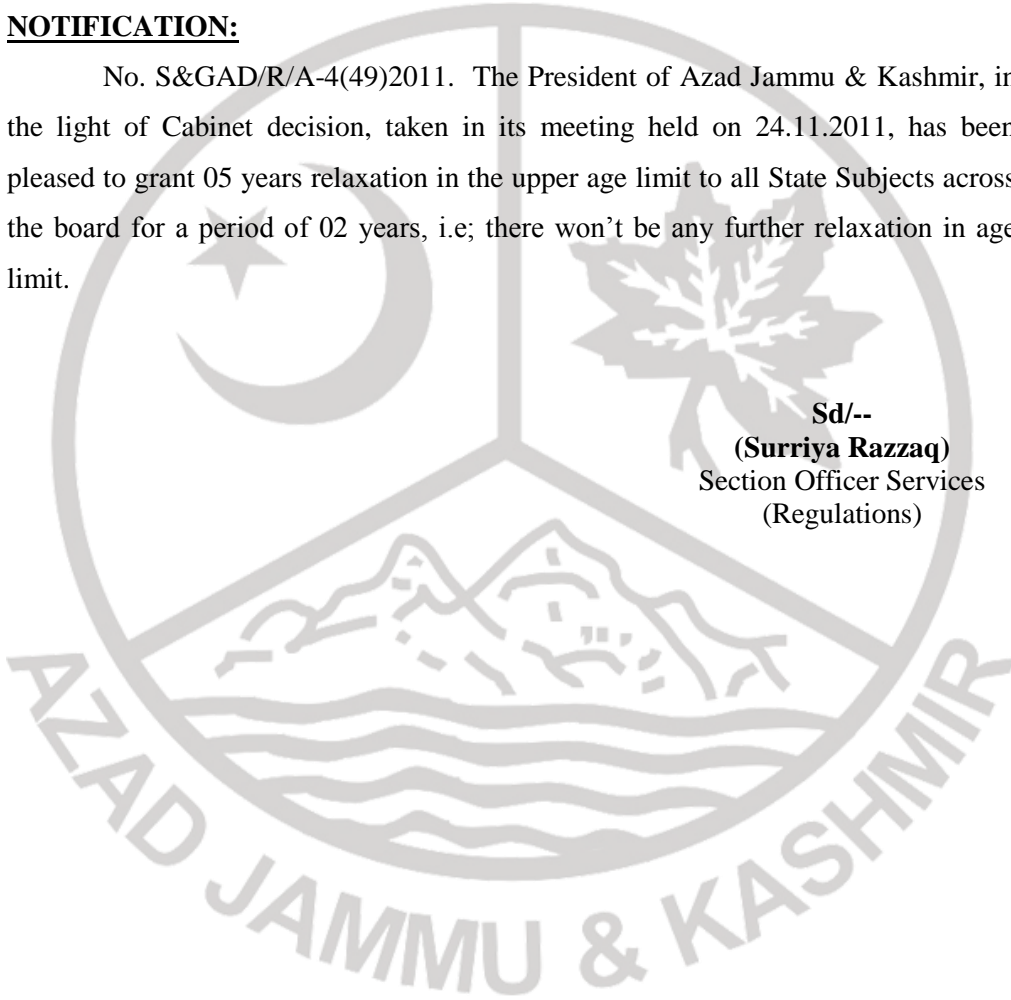 NOTIFICATION:
No. S&GAD/R/A-4(49)2011. The President of Azad Jammu & Kashmir, in
the light of Cabinet decision, taken in its meeting held on 24.11.2011, has been
pleased to grant 05 years relaxation in the upper age limit to all State Subjects across
the board for a period of 02 years, i.e; there won’t be any further relaxation in age
limit.
Sd/--
(Surriya Razzaq)
Section Officer Services
(Regulations)
AZAD JAMMU & KASHMIR